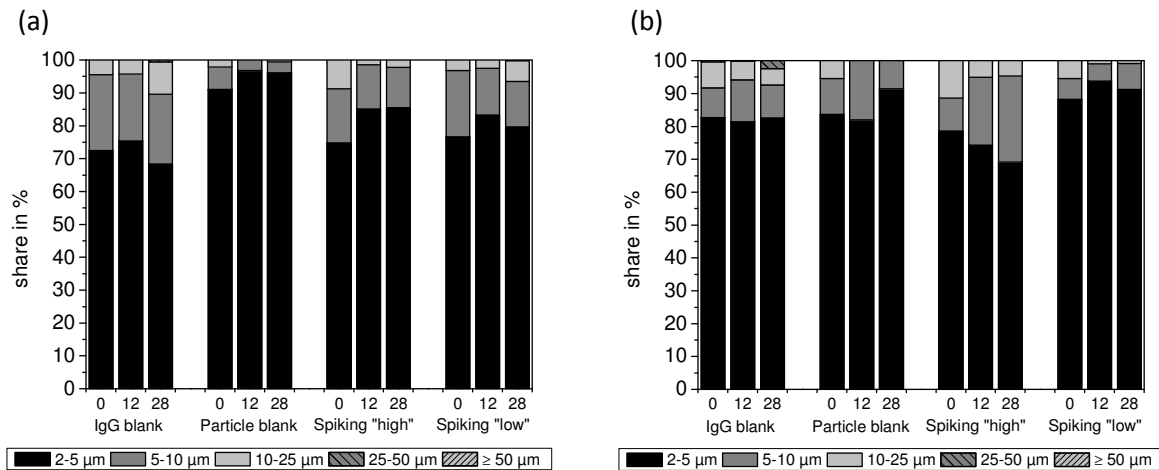 (a)
share in %
100
90
80
70
60
50
40
30
20
10
0
0 12 28 0 12 28 0 12 28 0 12 28
IgG blank Particle blank Spiking "high" Spiking "low"
2-5 µm 5-10 µm 10-25 µm 25-50 µm ≥ 50 µm
(b)
share in %
100
90
80
70
60
50
40
30
20
10
0
0 12 28 0 12 28 0 12 28 0 12 28
IgG blank Particle blank Spiking "high" Spiking "low"
2-5 µm 5-10 µm 10-25 µm 25-50 µm ≥ 50 µm